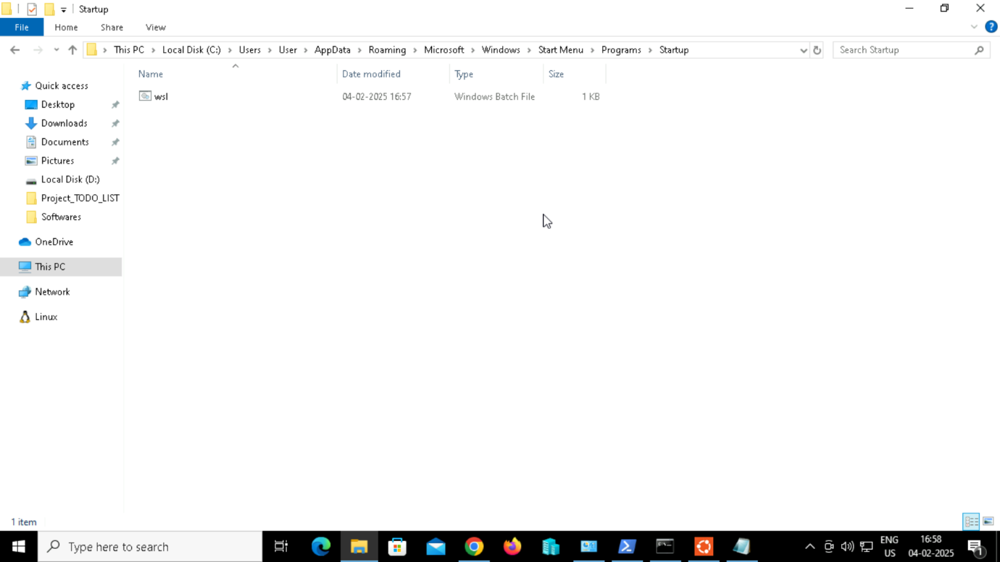 Startup
File Home Share View
This PC Local Disk (C:) Users User AppData Roaming Microsoft Windows Start Menu Programs Startup
Search Startup
Name Date modified Type Size
wsl 04-02-2025 16:57 Windows Batch File 1 KB
Quick access
Desktop
Downloads
Documents
Pictures
Local Disk (D:)
Project_TODO_LIST
Softwares
OneDrive
This PC
Network
Linux
1 item
Type here to search
ENG
US
16:58
04-02-2025
1